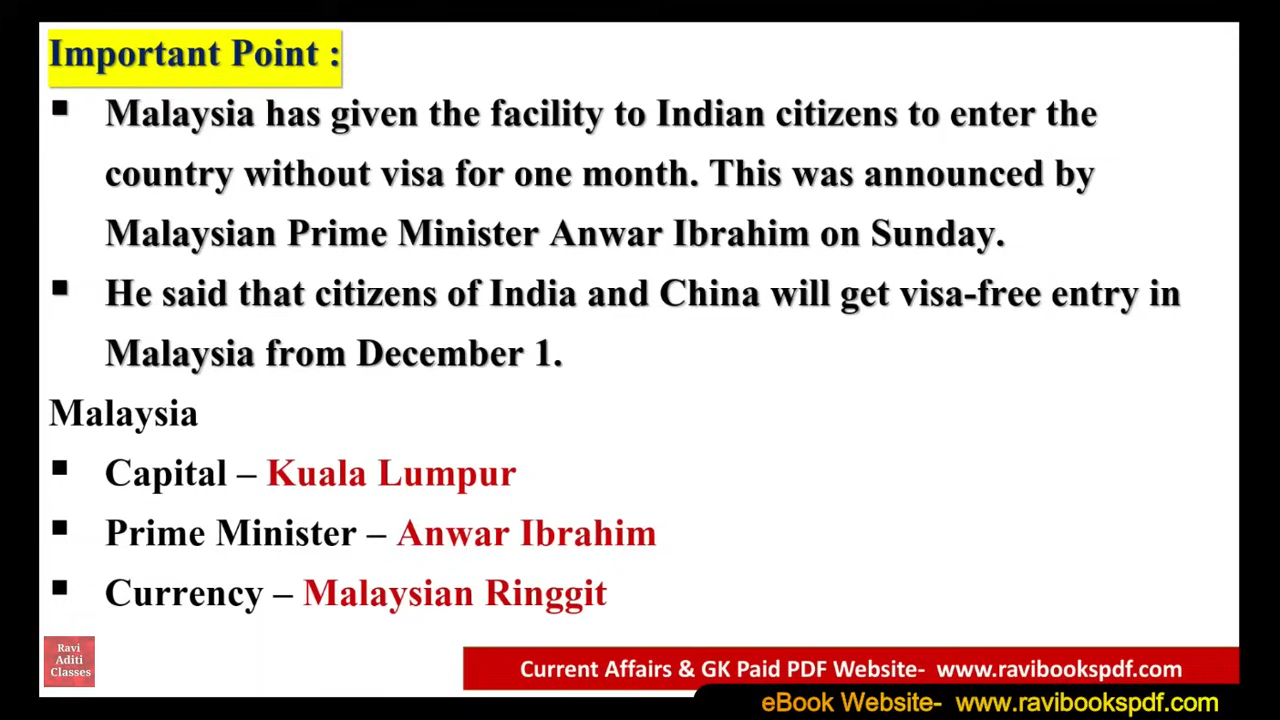 Important Point :
▪ Malaysia has given the facility to Indian citizens to enter the
country without visa for one month. This was announced by
Malaysian Prime Minister Anwar Ibrahim on Sunday.
▪ He said that citizens of India and China will get visa-free entry in
Malaysia from December 1.
Malaysia
▪ Capital – Kuala Lumpur
▪ Prime Minister – Anwar Ibrahim
▪ Currency – Malaysian Ringgit
Ravi
Aditi
Classes
Current Affairs & GK Paid PDF Website- www.ravibookspdf.com
eBook Website- www.ravibookspdf.com